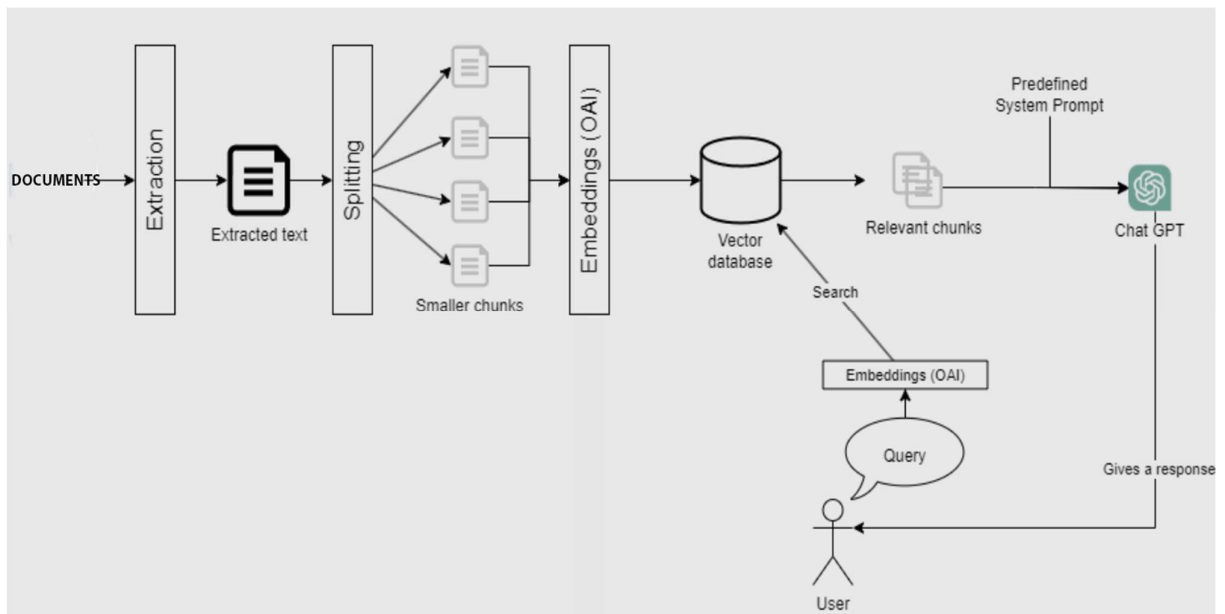 DOCUMENTS
Extraction
Extracted text
Splitting
Smaller chunks
Embeddings (OAI)
Vector
database
Relevant chunks
Predefined
System Prompt
Chat GPT
Search
Embeddings (OAI)
Query
Gives a response
User